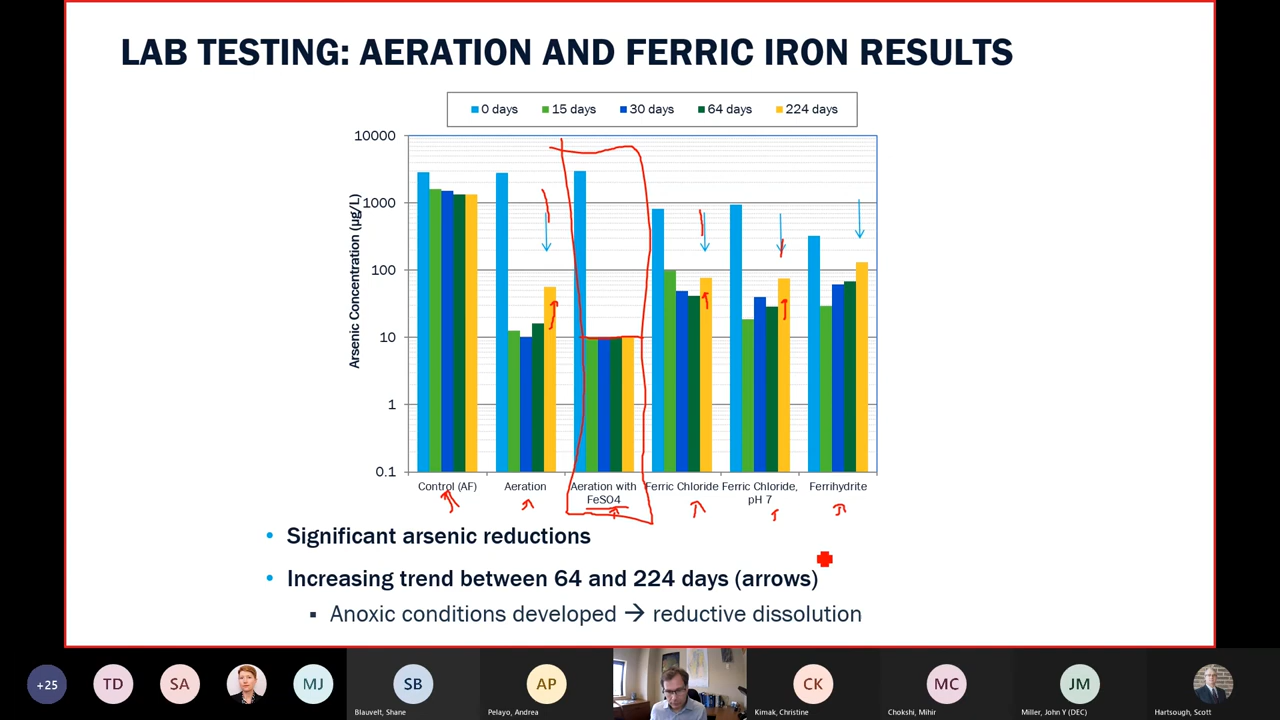 LAB TESTING: AERATION AND FERRIC IRON RESULTS
0 days 15 days 30 days 64 days 224 days
Arsenic Concentration (µg/L)
10000
1000
100
10
1
0.1
Control (AF) Aeration Aeration with FeSO4 Ferric Chloride Ferric Chloride, pH 7 Ferrihydrite
• Significant arsenic reductions
• Increasing trend between 64 and 224 days (arrows)
▪ Anoxic conditions developed → reductive dissolution
+25 TD SA MJ SB AP CK MC JM
Blauvelt, Shane Pelayo, Andrea Kimak, Christine Chokshi, Mihir Miller, John Y (DEC) Hartsough, Scott